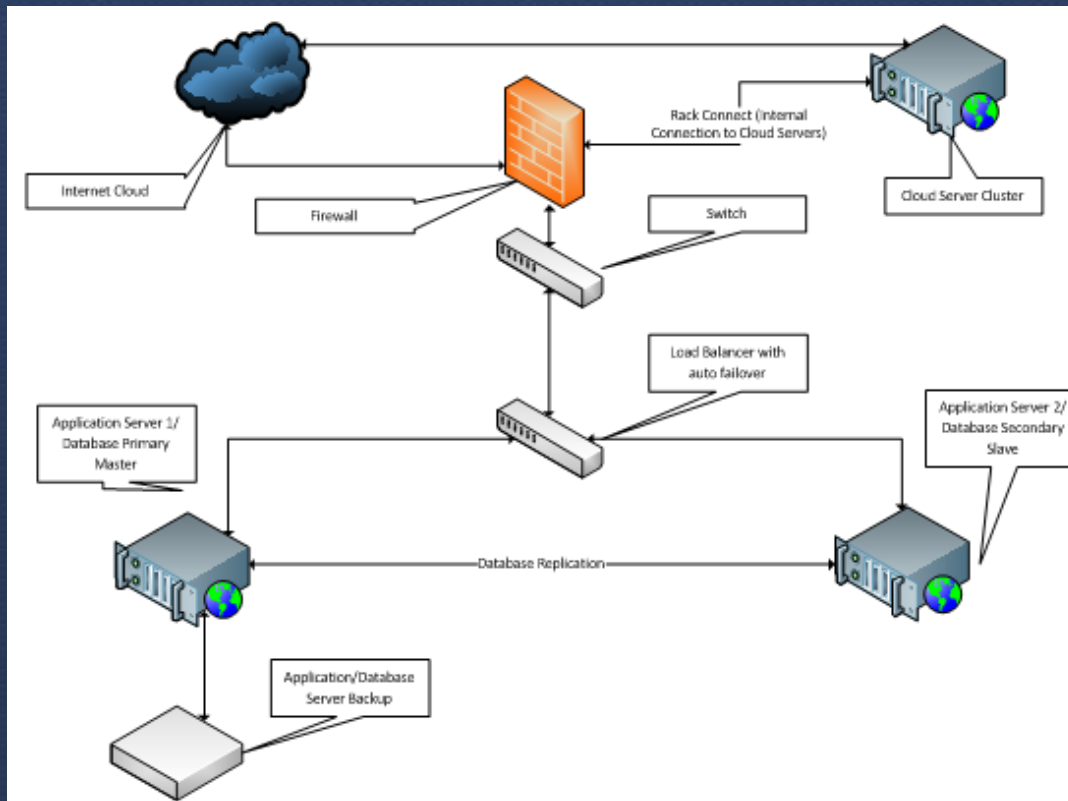 Rack Connect (Internal
Connection to Cloud Servers)
Internet Cloud
Firewall
Switch
Cloud Server Cluster
Load Balancer with
auto failover
Application Server 1/
Database Primary
Master
Application Server 2/
Database Secondary
Slave
Database Replication
Application/Database
Server Backup